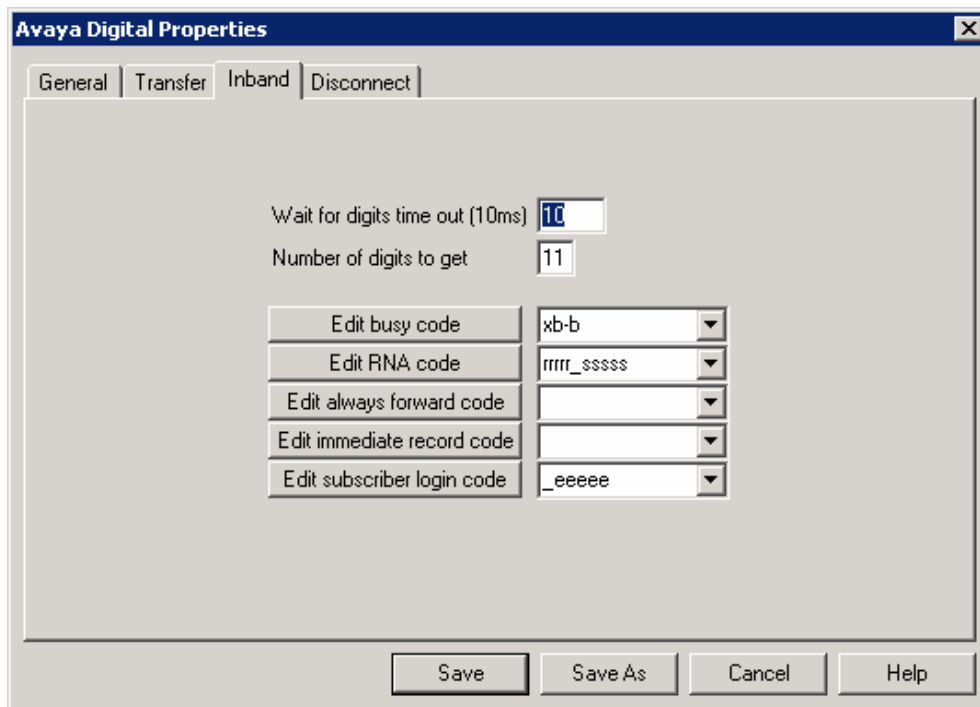 Avaya Digital Properties
General Transfer Inband Disconnect
Wait for digits time out (10ms) 10
Number of digits to get 11
Edit busy code xb-b
Edit RNA code rrrrr_sssss
Edit always forward code
Edit immediate record code
Edit subscriber login code _eeeee
Save Save As Cancel Help